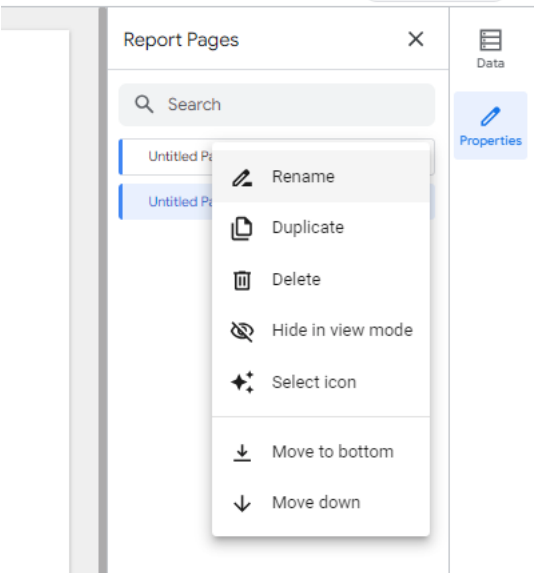 Report Pages
Data
Search
Properties
Untitled Pa
Untitled Pa
Rename
Duplicate
Delete
Hide in view mode
Select icon
Move to bottom
Move down